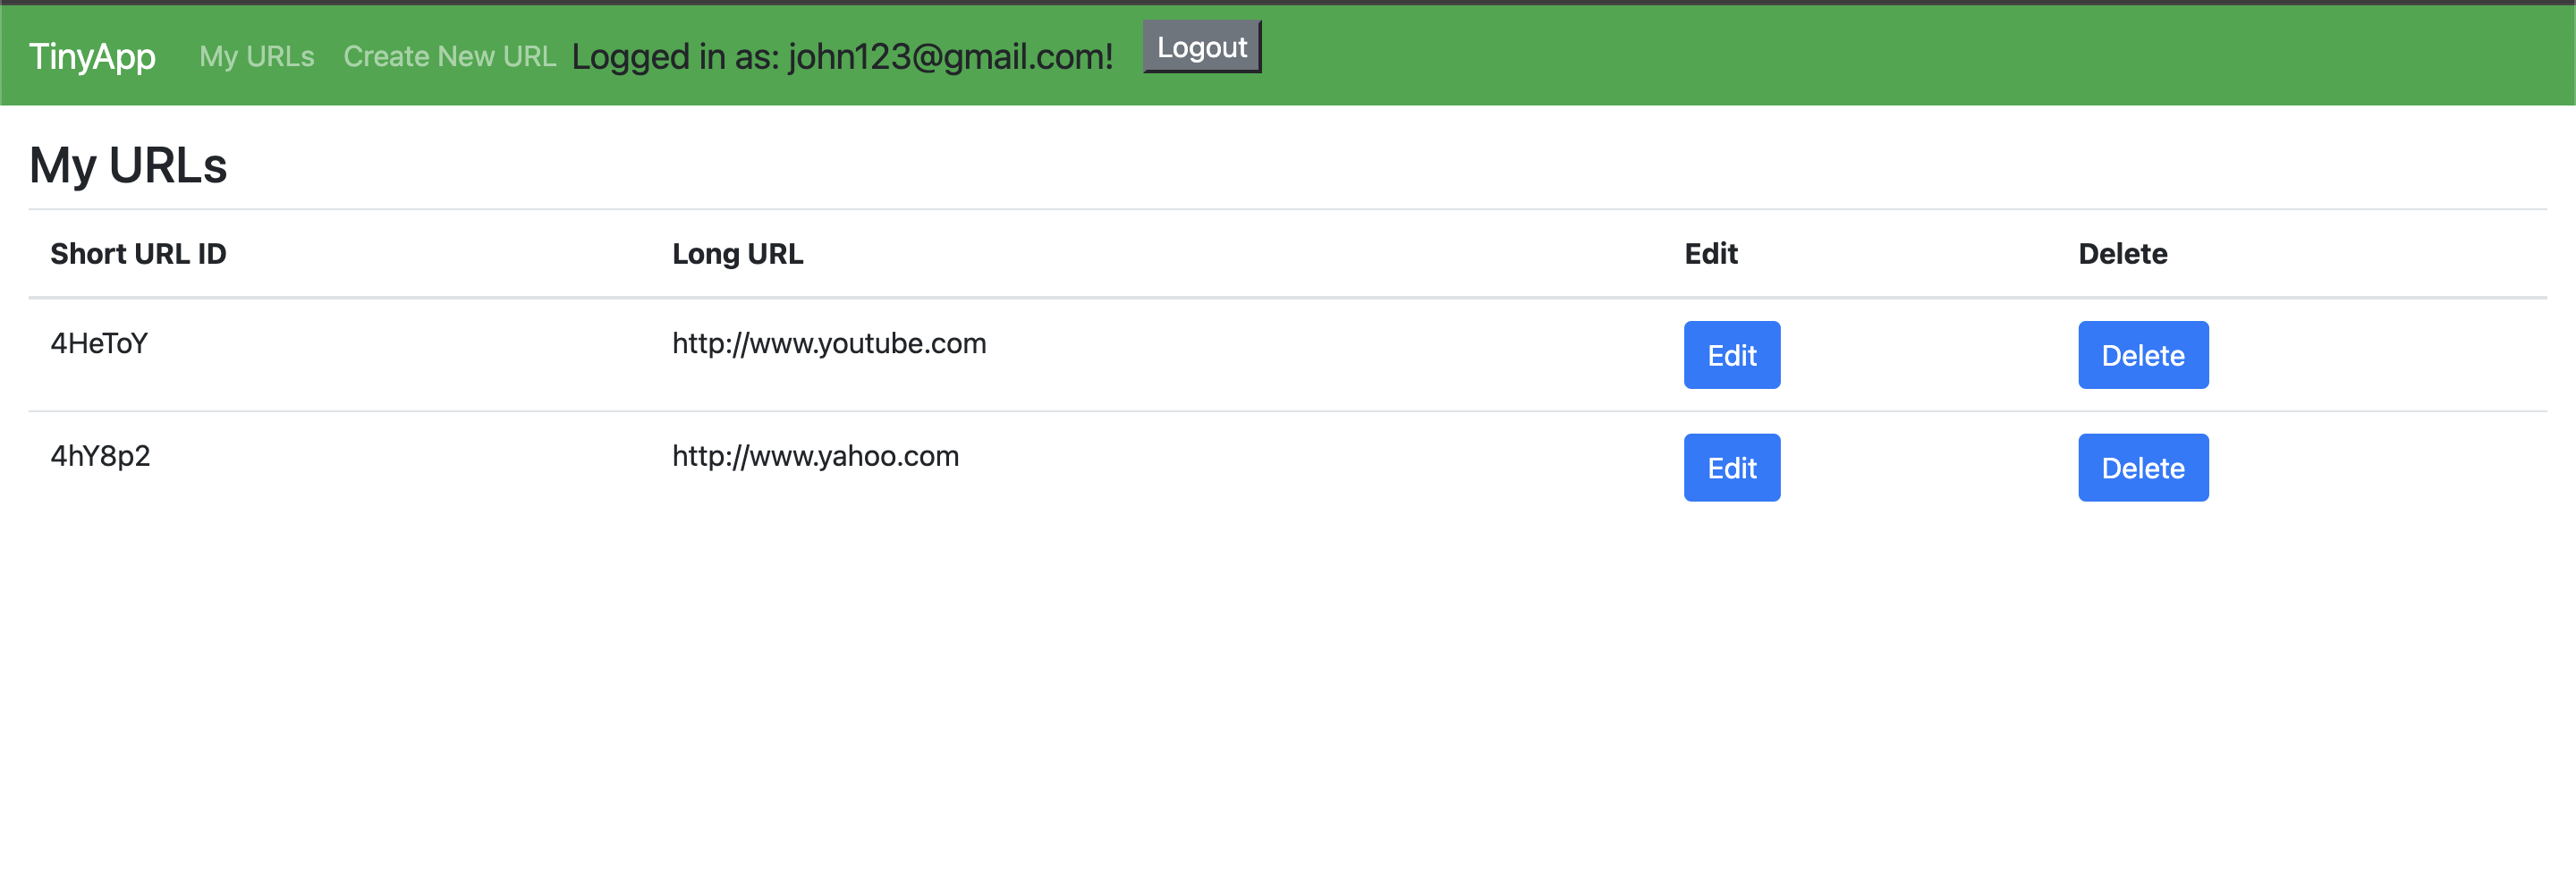 TinyApp My URLs Create New URL Logged in as: john123@gmail.com! Logout
My URLs
Short URL ID Long URL Edit Delete
4HeToY http://www.youtube.com Edit Delete
4hY8p2 http://www.yahoo.com Edit Delete